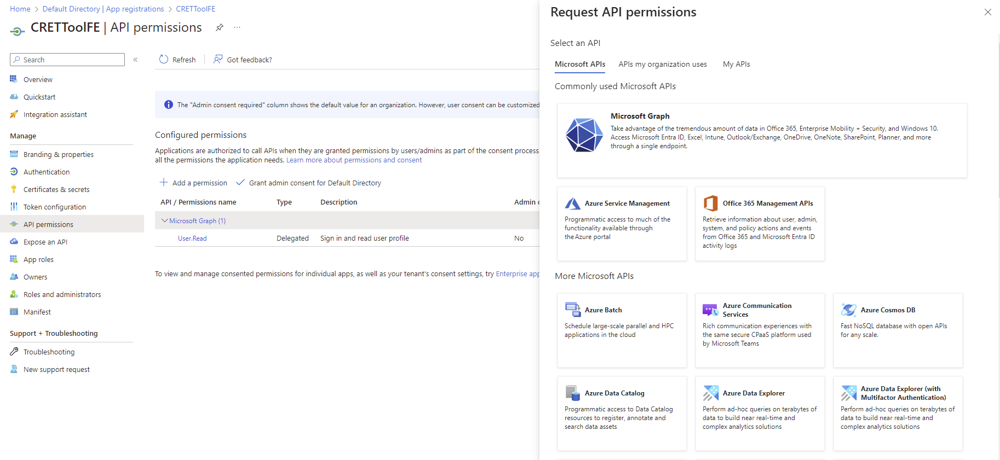 Home > Default Directory | App registrations > CRETToolFE
CRETToolFE | API permissions
Search
Overview
Quickstart
Integration assistant
Manage
Branding & properties
Authentication
Certificates & secrets
Token configuration
API permissions
Expose an API
App roles
Owners
Roles and administrators
Manifest
Support + Troubleshooting
Troubleshooting
New support request
Refresh
Got feedback?
The "Admin consent required" column shows the default value for an organization. However, user consent can be customized
Configured permissions
Applications are authorized to call APIs when they are granted permissions by users/admins as part of the consent process.
all the permissions the application needs. Learn more about permissions and consent
Add a permission
Grant admin consent for Default Directory
API / Permissions name Type Description Admin
Microsoft Graph (1)
User.Read Delegated Sign in and read user profile No
To view and manage consented permissions for individual apps, as well as your tenant's consent settings, try Enterprise app
Request API permissions
Select an API
Microsoft APIs APIs my organization uses My APIs
Commonly used Microsoft APIs
Microsoft Graph
Take advantage of the tremendous amount of data in Office 365, Enterprise Mobility + Security, and Windows 10.
Access Microsoft Entra ID, Excel, Intune, Outlook/Exchange, OneDrive, OneNote, SharePoint, Planner, and more
through a single endpoint.
Azure Service Management
Programmatic access to much of the
functionality available through
the Azure portal
Office 365 Management APIs
Retrieve information about user, admin,
system, and policy actions and events
from Office 365 and Microsoft Entra ID
activity logs
More Microsoft APIs
Azure Batch
Schedule large-scale parallel and HPC
applications in the cloud
Azure Communication
Services
Rich communication experiences with
the same secure CPaaS platform used
by Microsoft Teams
Azure Cosmos DB
Fast NoSQL database with open APIs
for any scale.
Azure Data Catalog
Programmatic access to Data Catalog
resources to register, annotate and
search data assets
Azure Data Explorer
Perform ad-hoc queries on terabytes of
data to build near real-time and
complex analytics solutions
Azure Data Explorer (with
Multifactor Authentication)
Perform ad-hoc queries on terabytes of
data to build near real-time and
complex analytics solutions